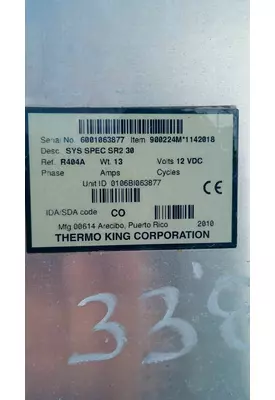 Serial No. 6001063877 Item 900224M*1142018
Desc. SYS SPEC SR2 30
Ref. R404A Wt. 13 Volts 12 VDC
Phase Amps Cycles
Unit ID 0106BI063877
CE
IDA/SDA code CO
Mfg 00614 Arecibo, Puerto Rico 2010
THERMO KING CORPORATION
338